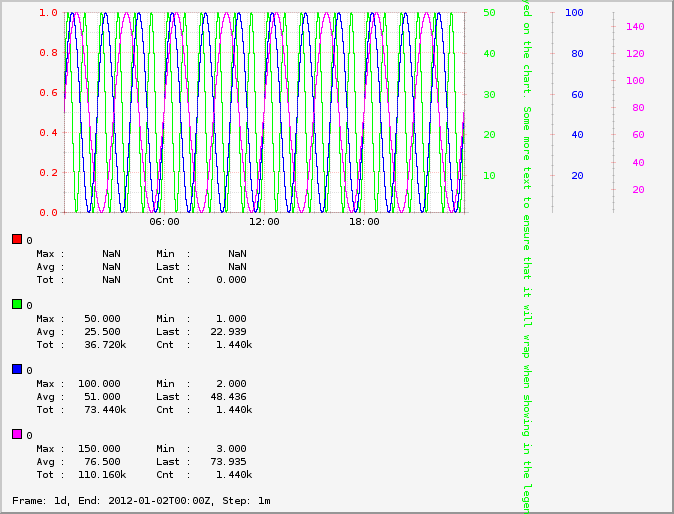 1.0
0.8
0.6
0.4
0.2
0.0
06:00 12:00 18:00
50
40
30
20
10
on the chart. Some more text to ensure that it will wrap when showing in the
100
80
60
40
20
140
120
100
80
60
40
20
0
Max : NaN Min : NaN
Avg : NaN Last : NaN
Tot : NaN Cnt : 0.000
0
Max : 50.000 Min : 1.000
Avg : 25.500 Last : 22.939
Tot : 36.720k Cnt : 1.440k
0
Max : 100.000 Min : 2.000
Avg : 51.000 Last : 48.436
Tot : 73.440k Cnt : 1.440k
0
Max : 150.000 Min : 3.000
Avg : 76.500 Last : 73.935
Tot : 110.160k Cnt : 1.440k
Frame: 1d, End: 2012-01-02T00:00Z, Step: 1m